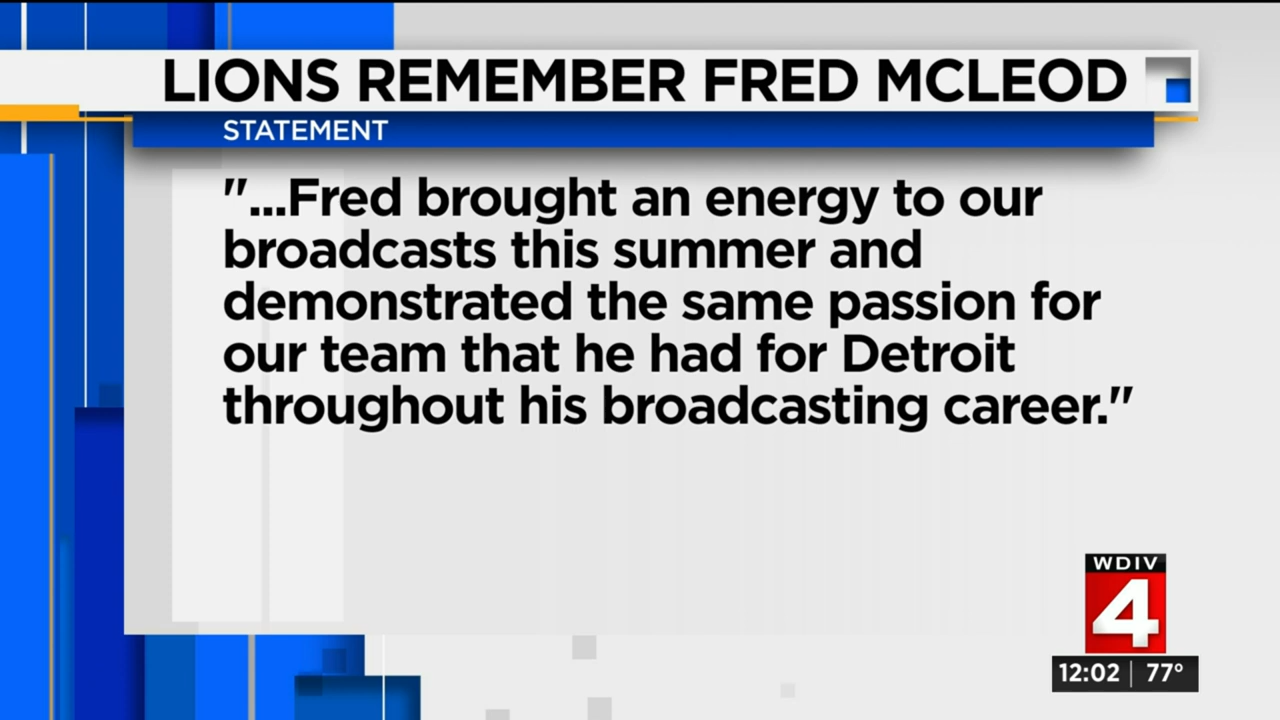 LIONS REMEMBER FRED MCLEOD
STATEMENT
"...Fred brought an energy to our
broadcasts this summer and
demonstrated the same passion for
our team that he had for Detroit
throughout his broadcasting career."
WDIV
4
12:02 | 77°